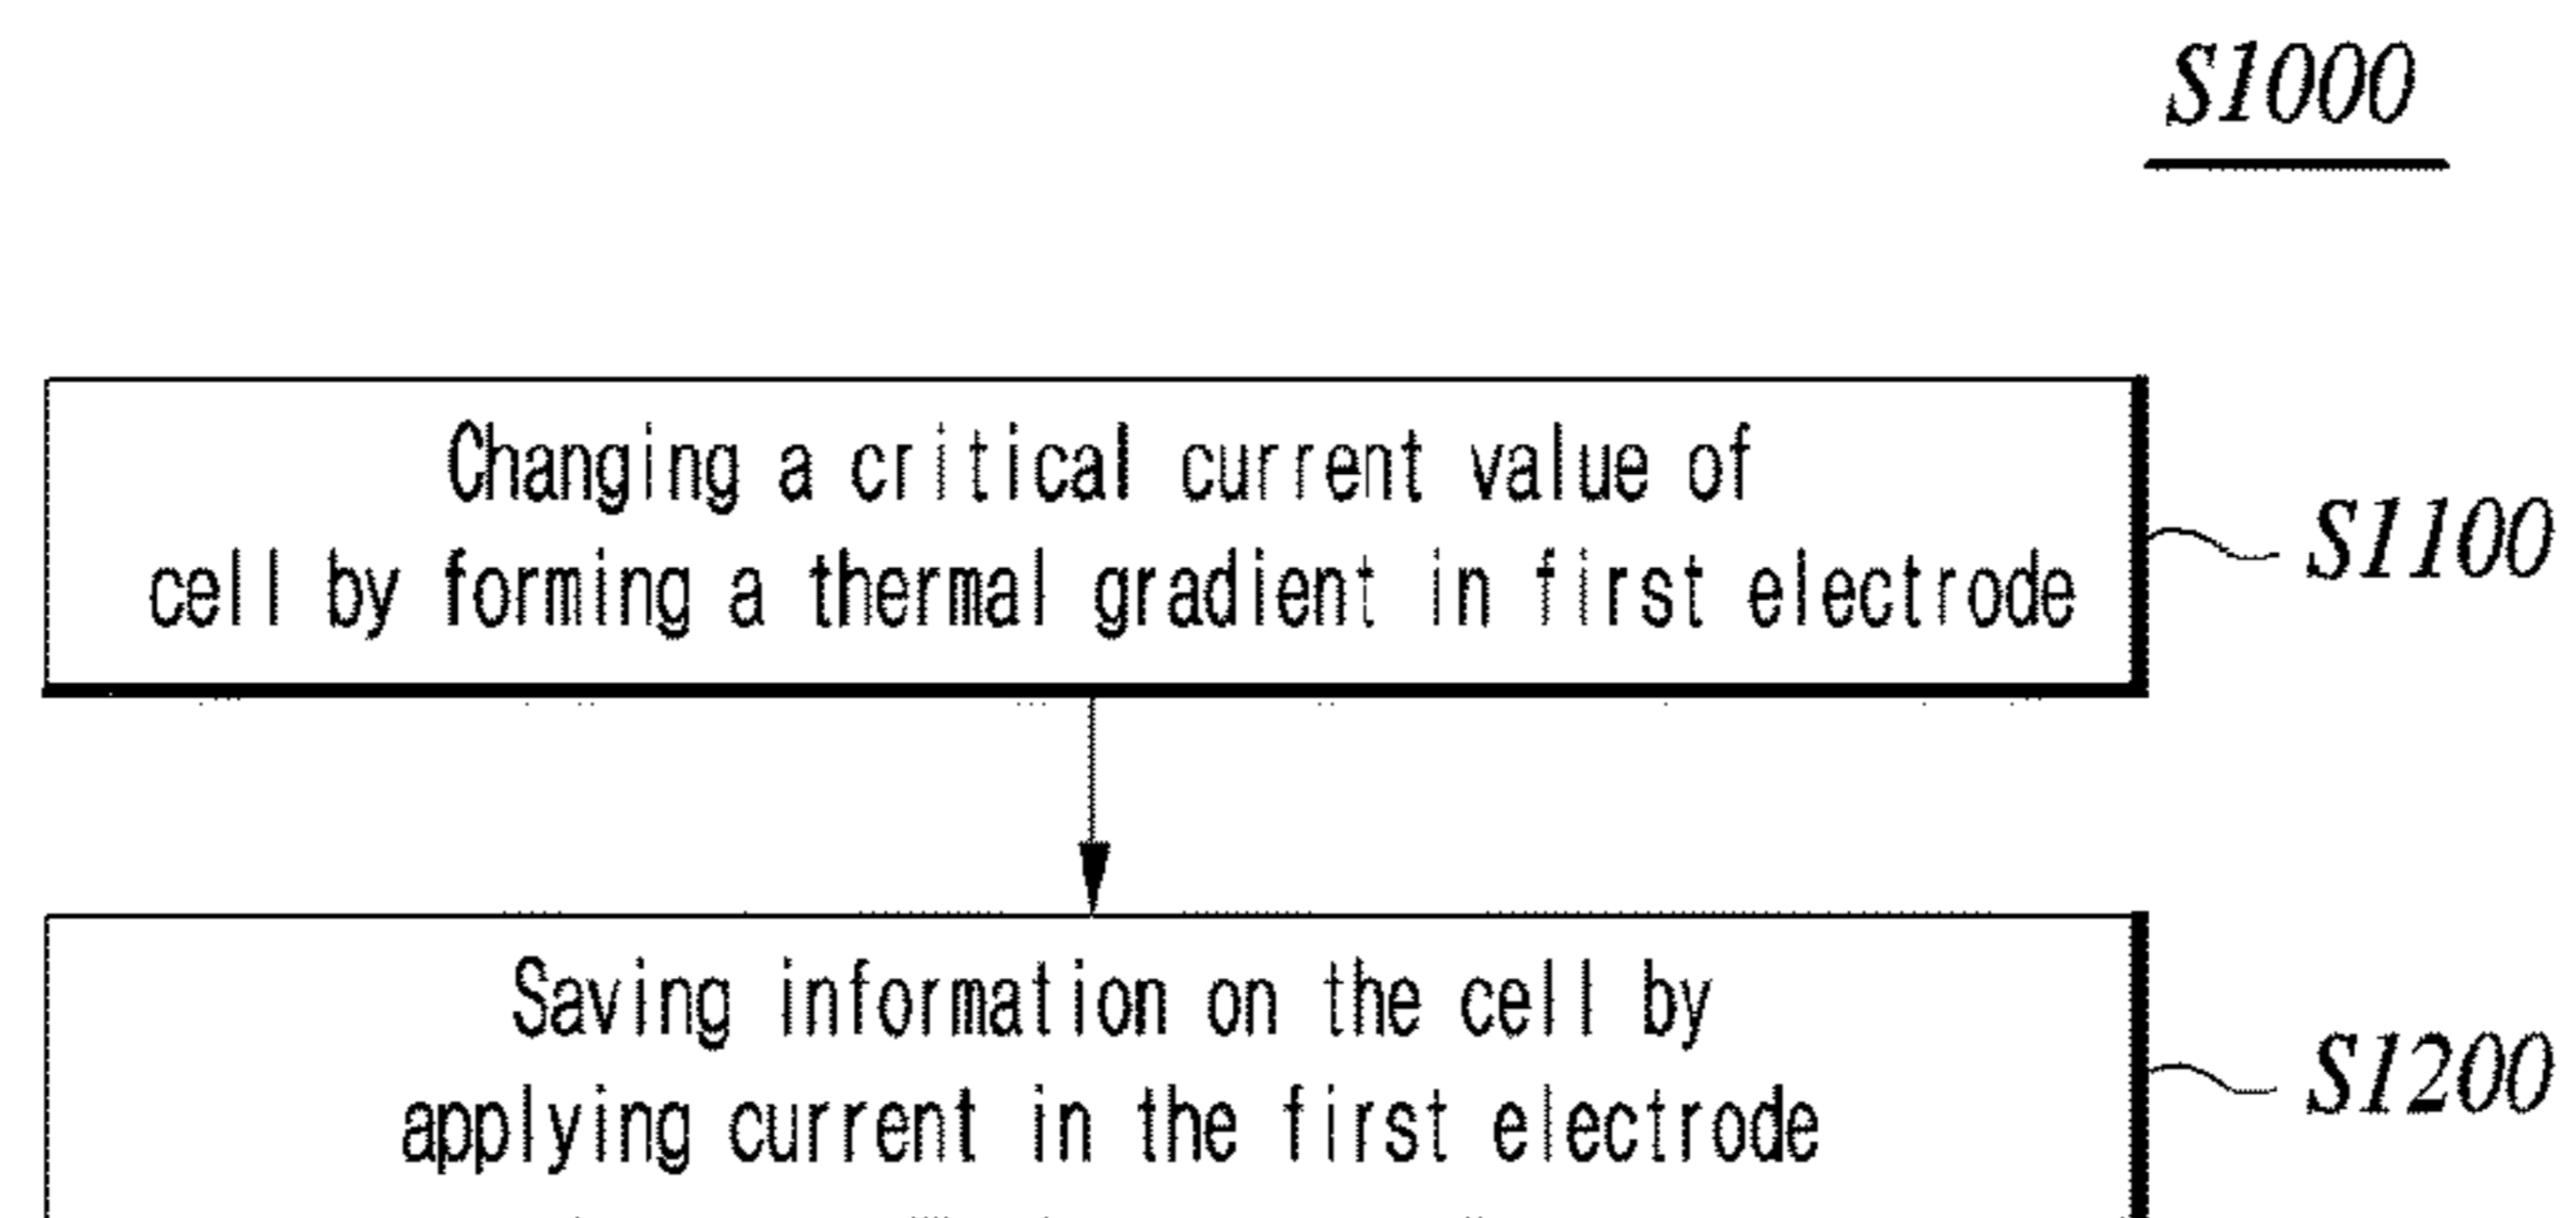 S1000
Changing a critical current value of
cell by forming a thermal gradient in first electrode
S1100
Saving information on the cell by
applying current in the first electrode
S1200